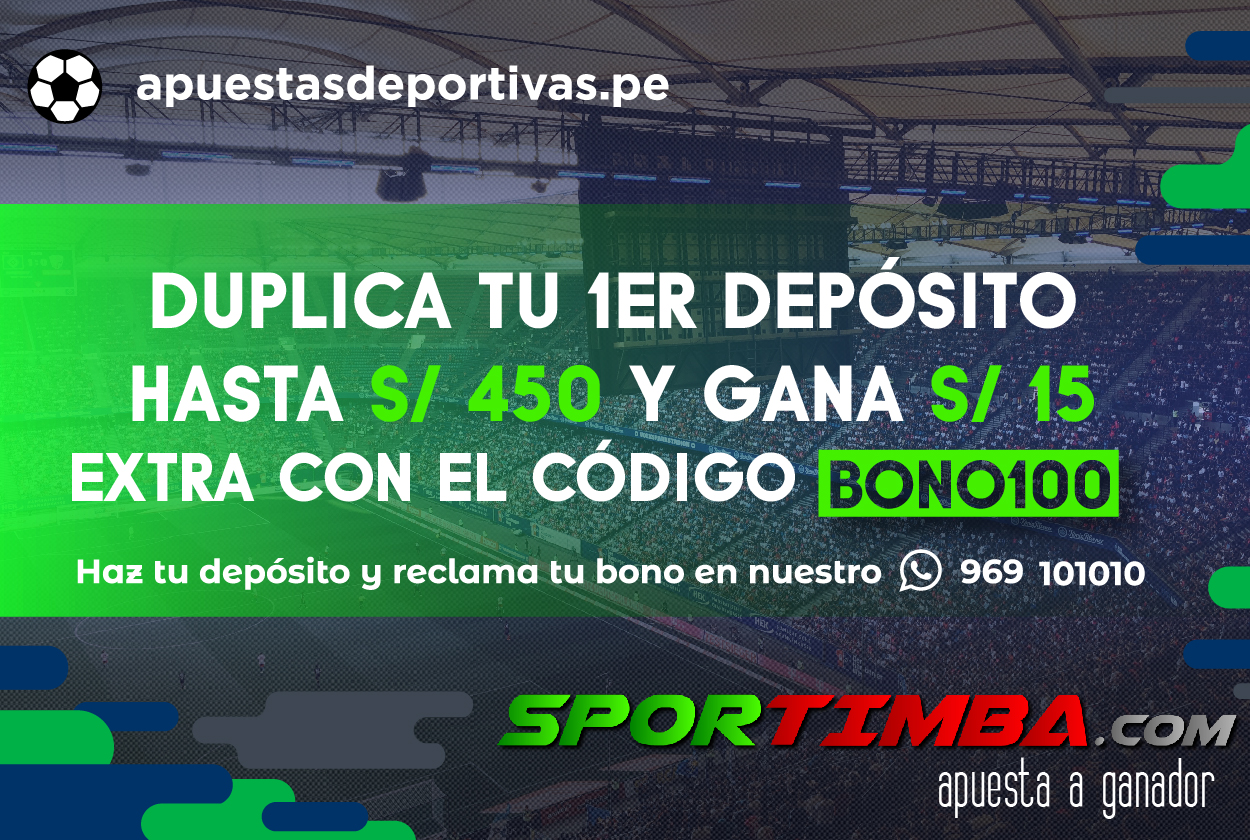 apuestasdeportivas.pe
DUPLICA TU 1ER DEPÓSITO
HASTA S/ 450 Y GANA S/ 15
EXTRA CON EL CÓDIGO BONO100
Haz tu depósito y reclama tu bono en nuestro 969 101010
SPORTIMBA.COM
apuesta a ganador